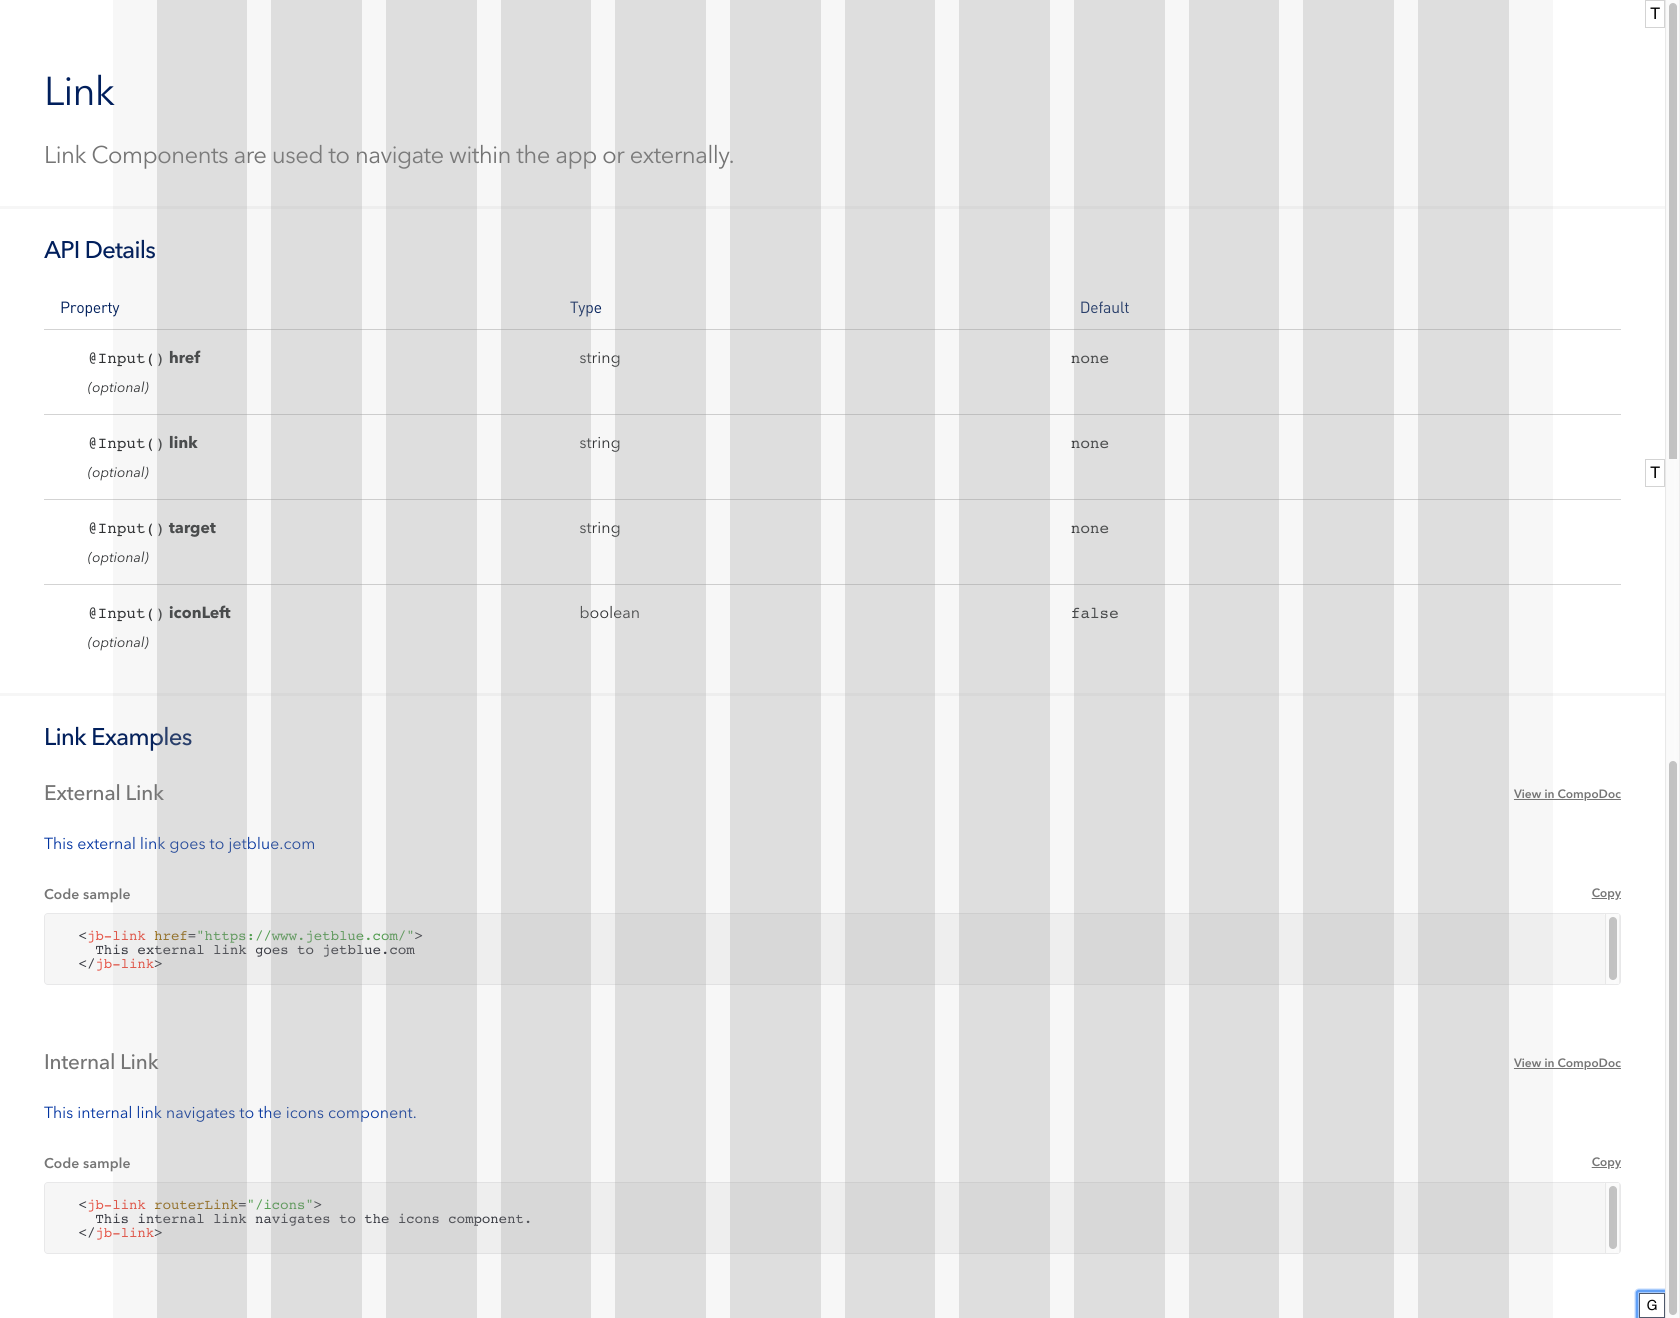 T
Link
Link Components are used to navigate within the app or externally.
API Details
Property Type Default
@Input() href string none
(optional)
@Input() link string none
(optional)
T
@Input() target string none
(optional)
@Input() iconLeft boolean false
(optional)
Link Examples
External Link View in CompoDoc
This external link goes to jetblue.com
Code sample Copy
<jb-link href="https://www.jetblue.com/">
This external link goes to jetblue.com
</jb-link>
Internal Link View in CompoDoc
This internal link navigates to the icons component.
Code sample Copy
<jb-link routerLink="/icons">
This internal link navigates to the icons component.
</jb-link>
G